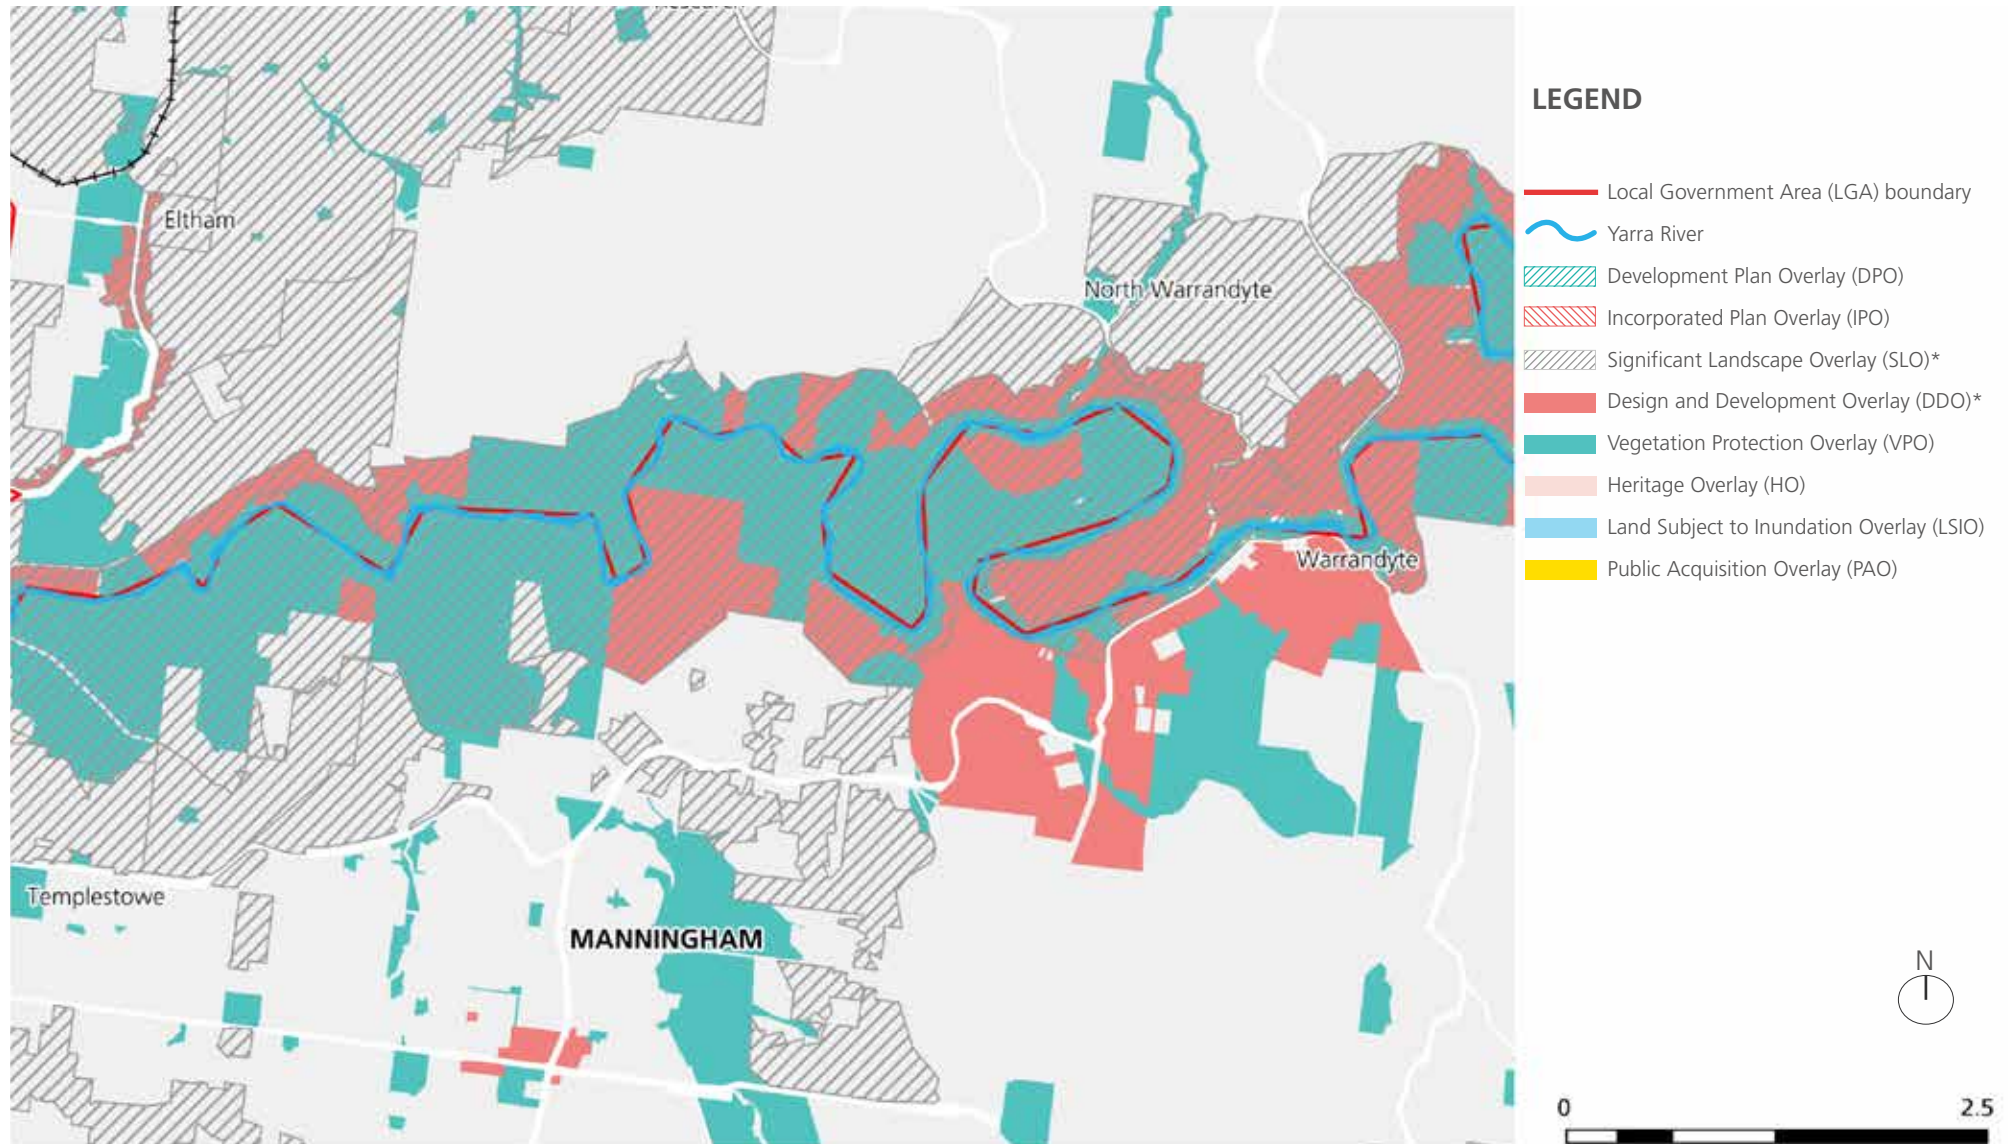 Research
Eltham
North Warrandyte
Warrandyte
Templestowe
MANNINGHAM
LEGEND
Local Government Area (LGA) boundary
Yarra River
Development Plan Overlay (DPO)
Incorporated Plan Overlay (IPO)
Significant Landscape Overlay (SLO)*
Design and Development Overlay (DDO)*
Vegetation Protection Overlay (VPO)
Heritage Overlay (HO)
Land Subject to Inundation Overlay (LSIO)
Public Acquisition Overlay (PAO)
N
0 2.5